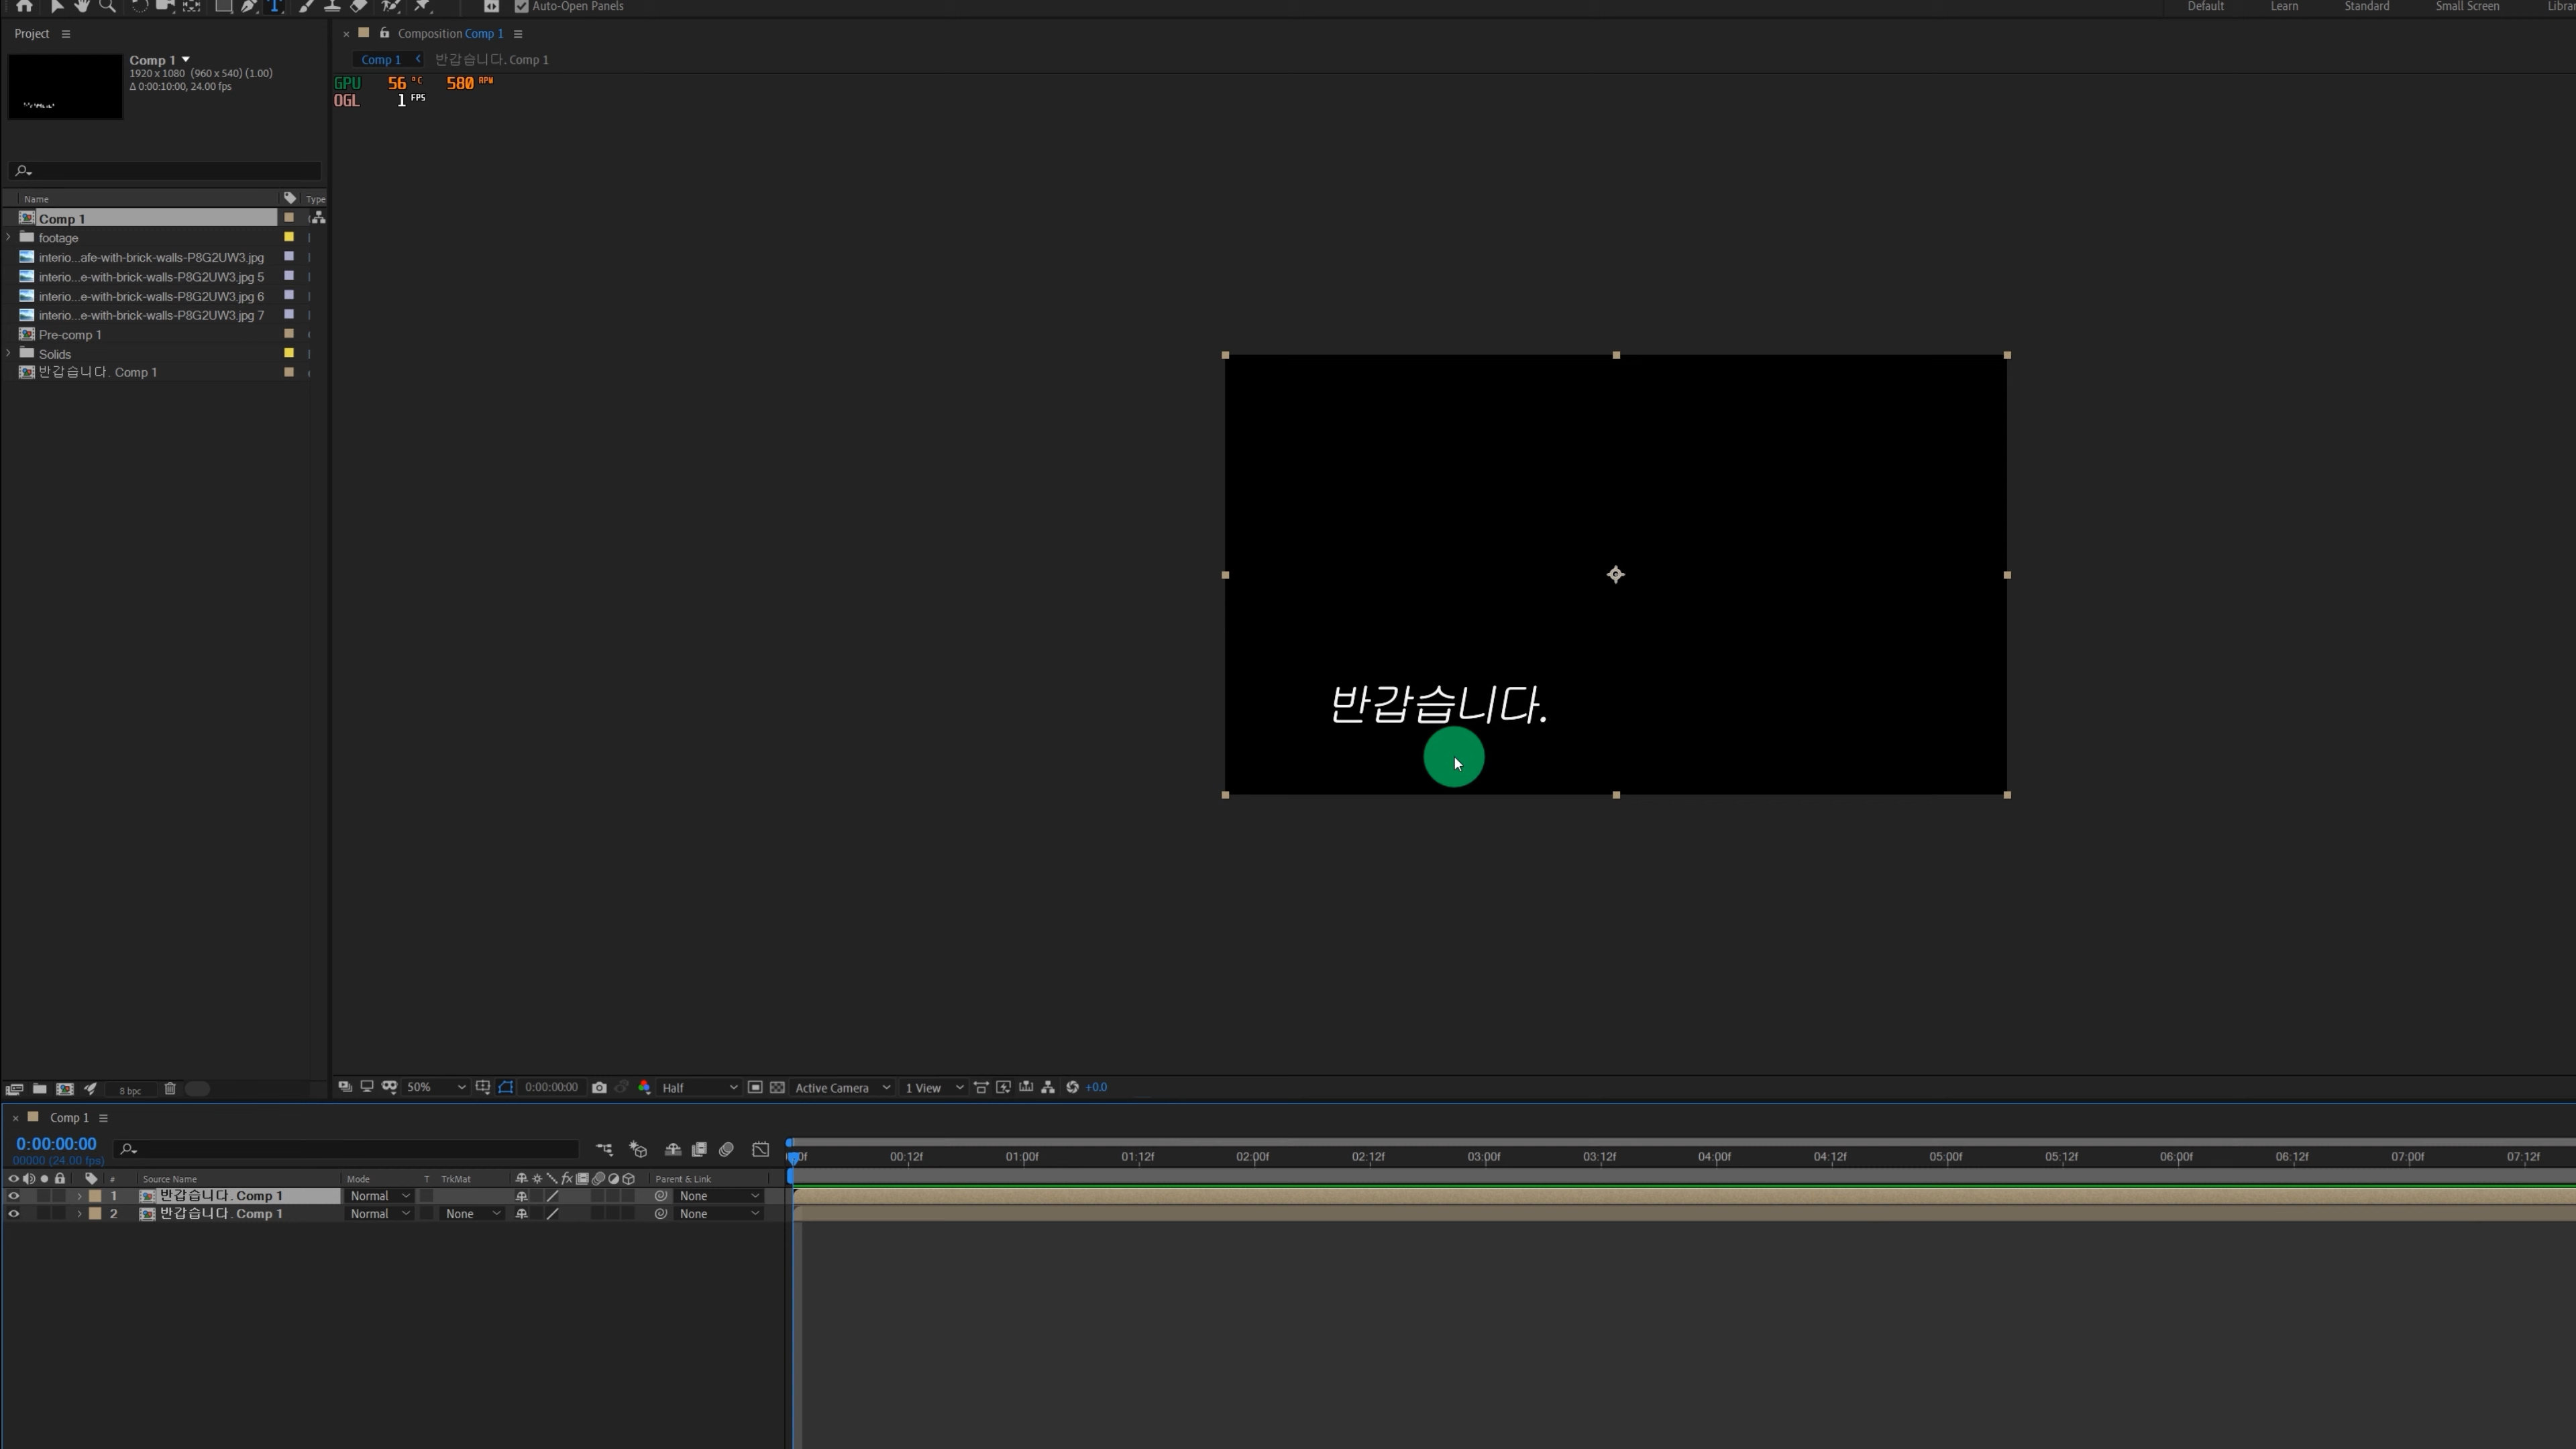 Auto-Open Panels
Default Learn Standard Small Screen
Project
Composition Comp 1
Comp 1 반갑습니다. Comp 1
Comp 1
1920 x 1080 (960 x 540) (1.00)
Δ 0:00:10:00, 24.00 fps
GPU 56 °C 580 RPM
OGL 1 FPS
Name Type
Comp 1
footage
interio...afe-with-brick-walls-P8G2UW3.jpg
interio...e-with-brick-walls-P8G2UW3.jpg 5
interio...e-with-brick-walls-P8G2UW3.jpg 6
interio...e-with-brick-walls-P8G2UW3.jpg 7
Pre-comp 1
Solids
반갑습니다. Comp 1
반갑습니다.
8 bpc
50% 0:00:00:00 Half Active Camera 1 View +0.0
Comp 1
0:00:00:00
00000 (24.00 fps)
00:12f 01:00f 01:12f 02:00f 02:12f 03:00f 03:12f 04:00f 04:12f 05:00f 05:12f 06:00f 06:12f 07:00f 07:12f
# Source Name Mode T TrkMat Parent & Link
1 반갑습니다. Comp 1 Normal None
2 반갑습니다. Comp 1 Normal None None